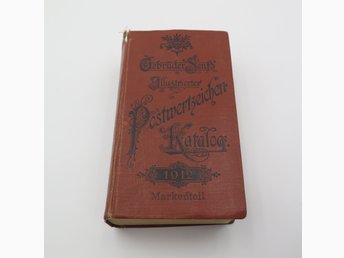 Gebrüder Senf's
Illustrierter
Postwertzeichen-
Katalog.
1912
Markenteil